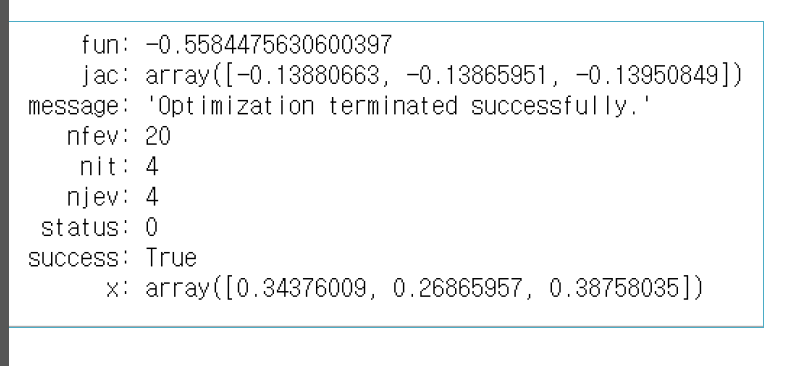 fun: -0.5584475630600397
jac: array([-0.13880663, -0.13865951, -0.13950849])
message: 'Optimization terminated successfully.'
nfev: 20
nit: 4
njev: 4
status: 0
success: True
x: array([0.34376009, 0.26865957, 0.38758035])